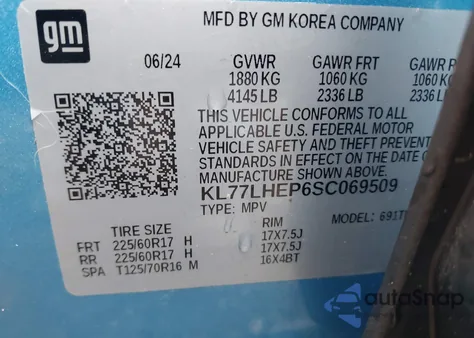 gm
MFD BY GM KOREA COMPANY
06/24 GVWR GAWR FRT GAWR
1880 KG 1060 KG 1060 KG
4145 LB 2336 LB 2336 LB
THIS VEHICLE CONFORMS TO ALL
APPLICABLE U.S. FEDERAL MOTOR
VEHICLE SAFETY AND THEFT PREVENTION
STANDARDS IN EFFECT ON THE DATE OF
MANUFACTURE SHOWN ABOVE.
KL77LHEP6SC069509
TYPE: MPV MODEL:
TIRE SIZE RIM
FRT 225/60R17 H 17X7.5J
RR 225/60R17 H 17X7.5J
SPA T125/70R16 M 16X4BT
autoSnap